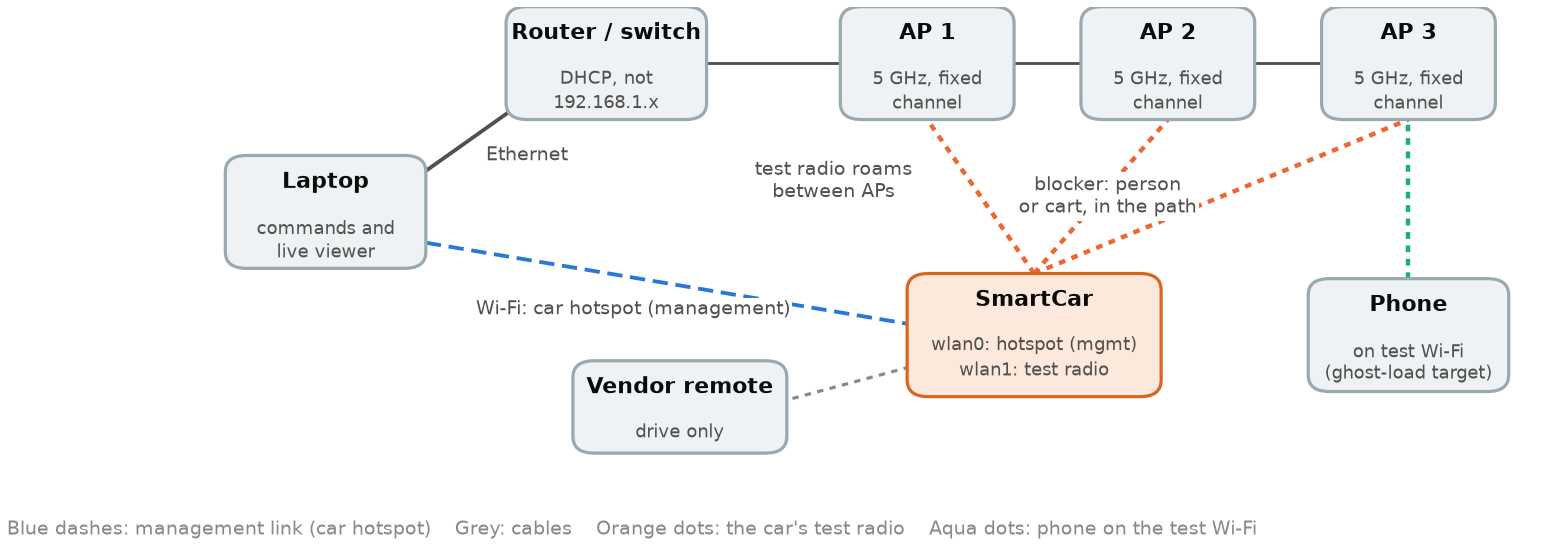 Router / switch
DHCP, not
192.168.1.x
AP 1
5 GHz, fixed
channel
AP 2
5 GHz, fixed
channel
AP 3
5 GHz, fixed
channel
Ethernet
Laptop
commands and
live viewer
test radio roams
between APs
blocker: person
or cart, in the path
Wi-Fi: car hotspot (management)
SmartCar
wlan0: hotspot (mgmt)
wlan1: test radio
Phone
on test Wi-Fi
(ghost-load target)
Vendor remote
drive only
Blue dashes: management link (car hotspot) Grey: cables Orange dots: the car's test radio Aqua dots: phone on the test Wi-Fi